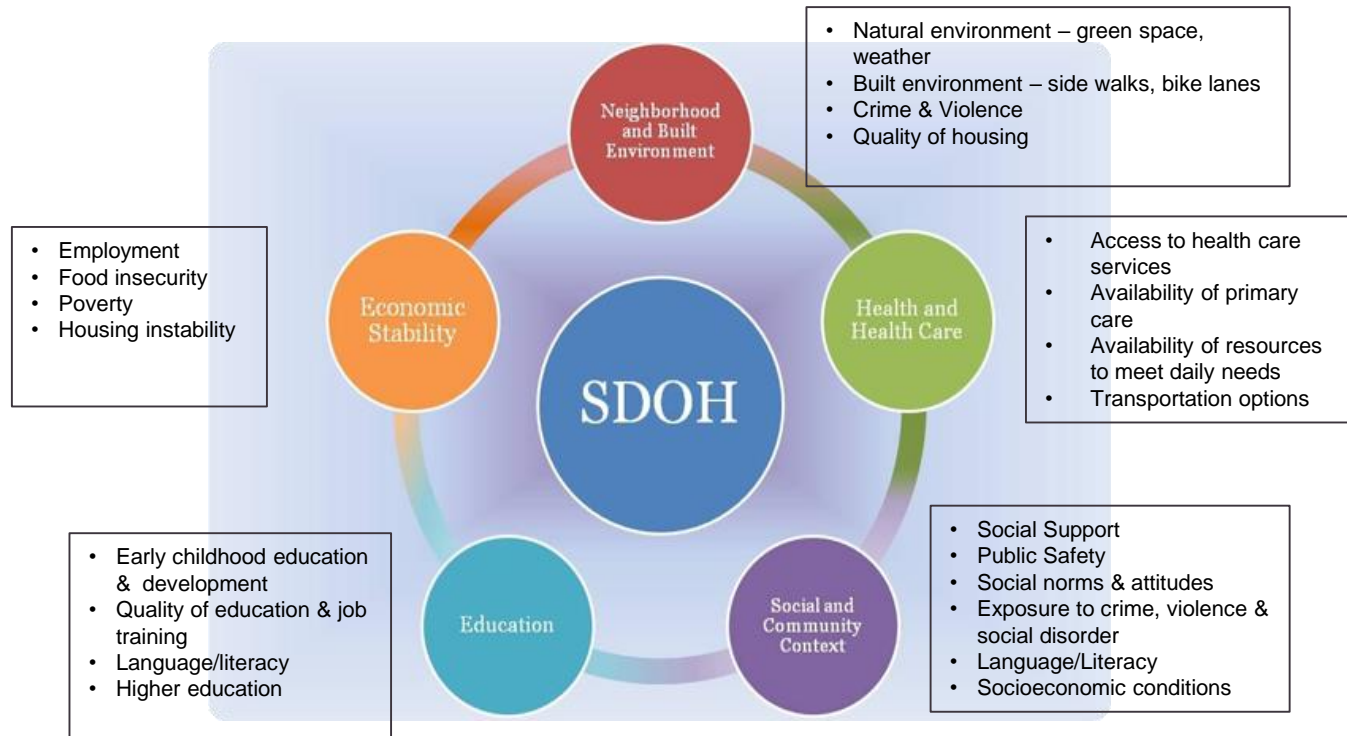 • Natural environment – green space,
weather
• Built environment – side walks, bike lanes
• Crime & Violence
• Quality of housing
Neighborhood
and Built
Environment
• Employment
• Food insecurity
• Poverty
• Housing instability
Economic
Stability
Health and
Health Care
• Access to health care
services
• Availability of primary
care
• Availability of resources
to meet daily needs
• Transportation options
SDOH
• Early childhood education
& development
• Quality of education & job
training
• Language/literacy
• Higher education
Education
Social and
Community
Context
• Social Support
• Public Safety
• Social norms & attitudes
• Exposure to crime, violence &
social disorder
• Language/Literacy
• Socioeconomic conditions